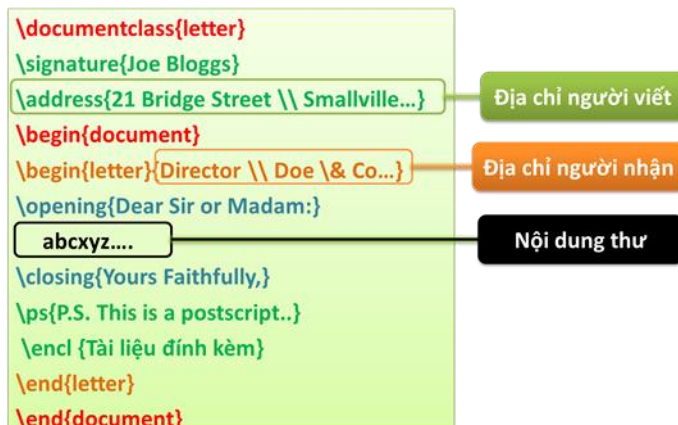 \documentclass{letter}
\signature{Joe Bloggs}
\address{21 Bridge Street \\ Smallville...}
Địa chỉ người viết
\begin{document}
\begin{letter}{Director \\ Doe \& Co...}
Địa chỉ người nhận
\opening{Dear Sir or Madam:}
abcxyz....
Nội dung thư
\closing{Yours Faithfully,}
\ps{P.S. This is a postscript..}
\encl {Tài liệu đính kèm}
\end{letter}
\end{document}